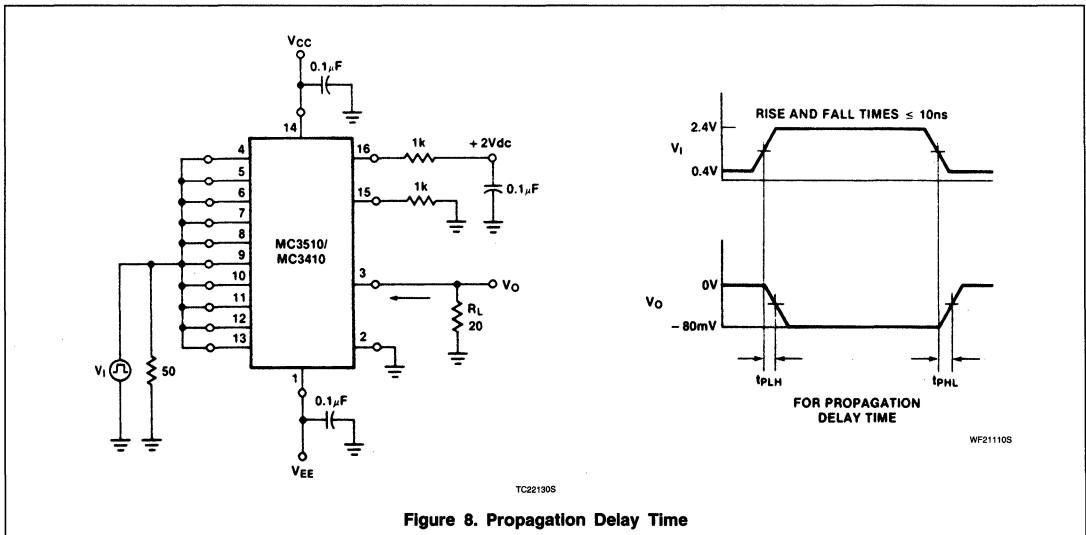 VCC
0.1μF
14
4
5
6
7
8
9
10
11
12
13
16
1k
+ 2Vdc
0.1μF
15
1k
MC3510/
MC3410
3
VO
RL
20
2
VI
50
1
0.1μF
VEE
TC22130S
RISE AND FALL TIMES ≤ 10ns
2.4V
VI
0.4V
0V
VO
– 80mV
tPLH
tPHL
FOR PROPAGATION
DELAY TIME
WF21110S
Figure 8. Propagation Delay Time